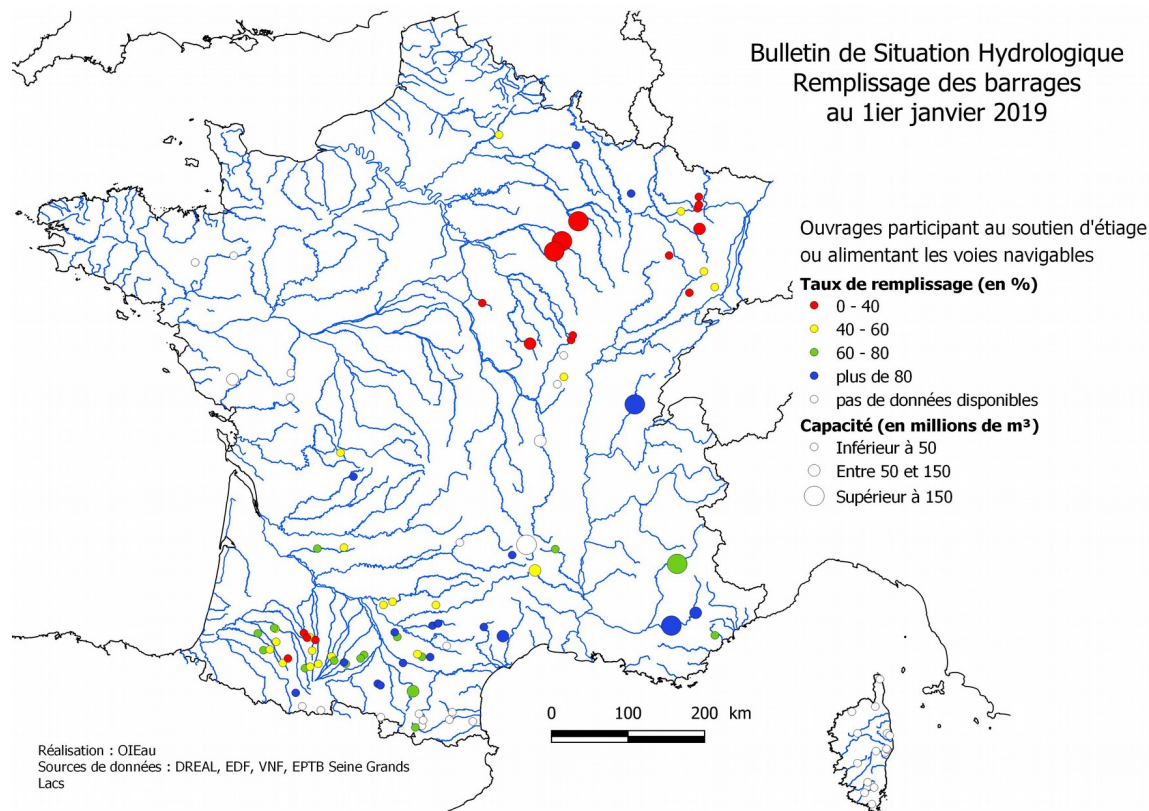 Bulletin de Situation Hydrologique
Remplissage des barrages
au 1ier janvier 2019
Ouvrages participant au soutien d'étiage
ou alimentant les voies navigables
Taux de remplissage (en %)
0 - 40
40 - 60
60 - 80
plus de 80
pas de données disponibles
Capacité (en millions de m³)
Inférieur à 50
Entre 50 et 150
Supérieur à 150
0 100 200 km
Réalisation : OIEau
Sources de données : DREAL, EDF, VNF, EPTB Seine Grands
Lacs